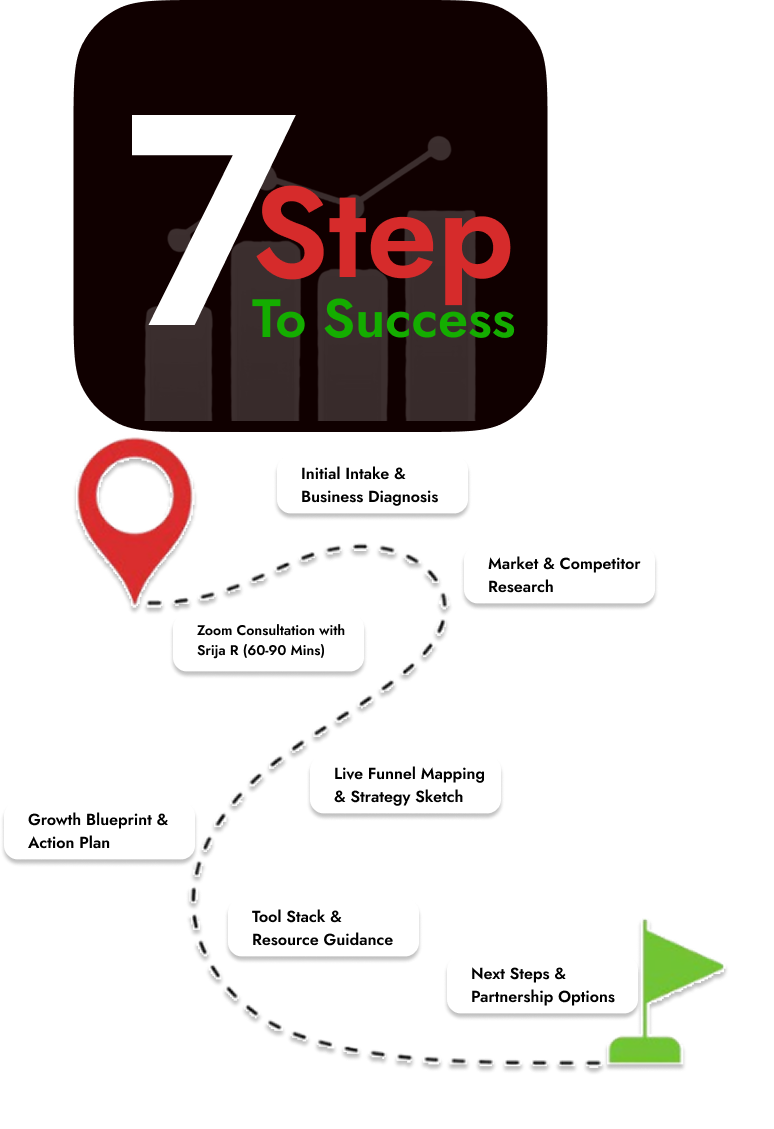 7
Step
To Success
Initial Intake &
Business Diagnosis
Market & Competitor
Research
Zoom Consultation with
Srija R (60-90 Mins)
Live Funnel Mapping
& Strategy Sketch
Growth Blueprint &
Action Plan
Tool Stack &
Resource Guidance
Next Steps &
Partnership Options